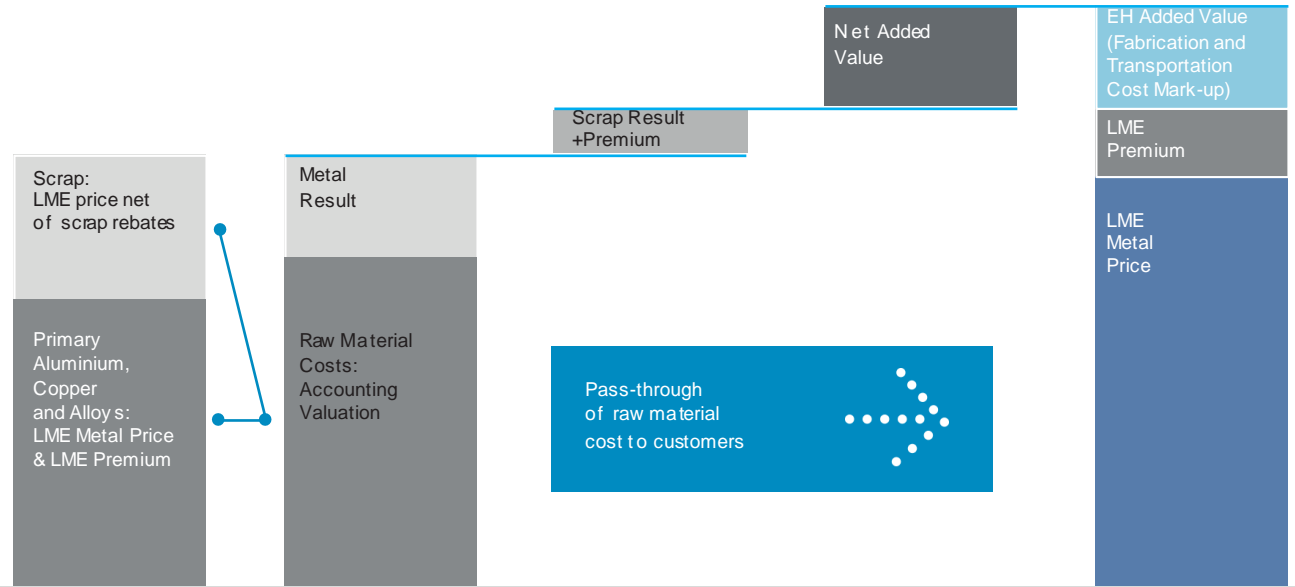 Scrap:
LME price net
of scrap rebates
Primary
Aluminium,
Copper
and Alloys:
LME Metal Price
& LME Premium
Metal
Result
Raw Material
Costs:
Accounting
Valuation
Scrap Result
+Premium
Pass-through
of raw material
cost to customers
Net Added
Value
EH Added Value
(Fabrication and
Transportation
Cost Mark-up)
LME
Premium
LME
Metal
Price